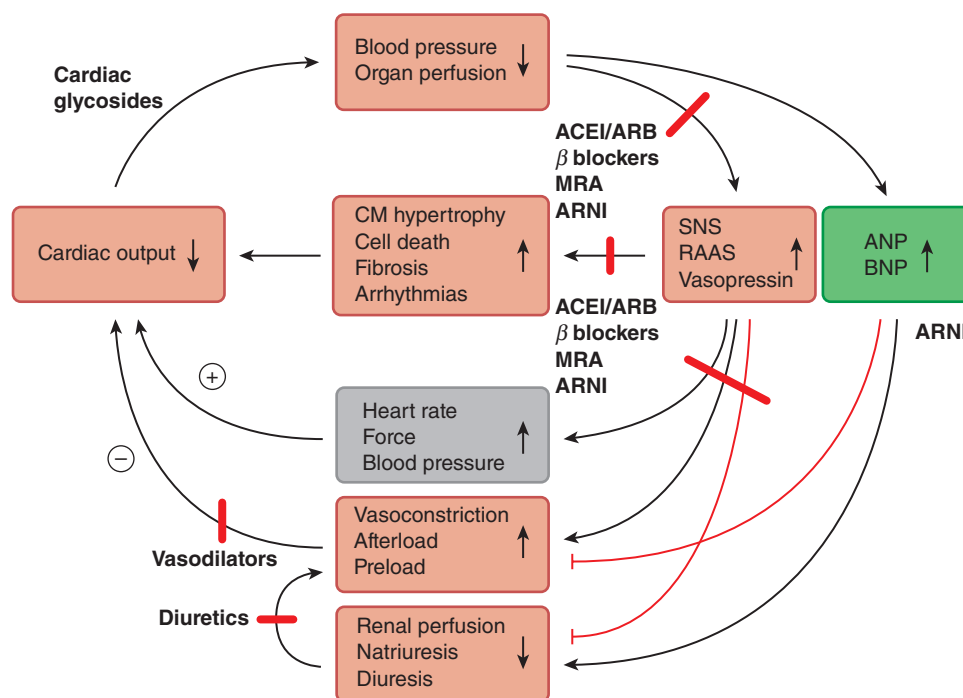 Blood pressure
Organ perfusion
Cardiac
glycosides
ACEI/ARB
β blockers
MRA
ARNI
CM hypertrophy
Cell death
Fibrosis
Arrhythmias
SNS
RAAS
Vasopressin
ANP
BNP
Cardiac output
ACEI/ARB
β blockers
MRA
ARNI
ARNI
+
Heart rate
Force
Blood pressure
−
Vasoconstriction
Afterload
Preload
Vasodilators
Diuretics
Renal perfusion
Natriuresis
Diuresis